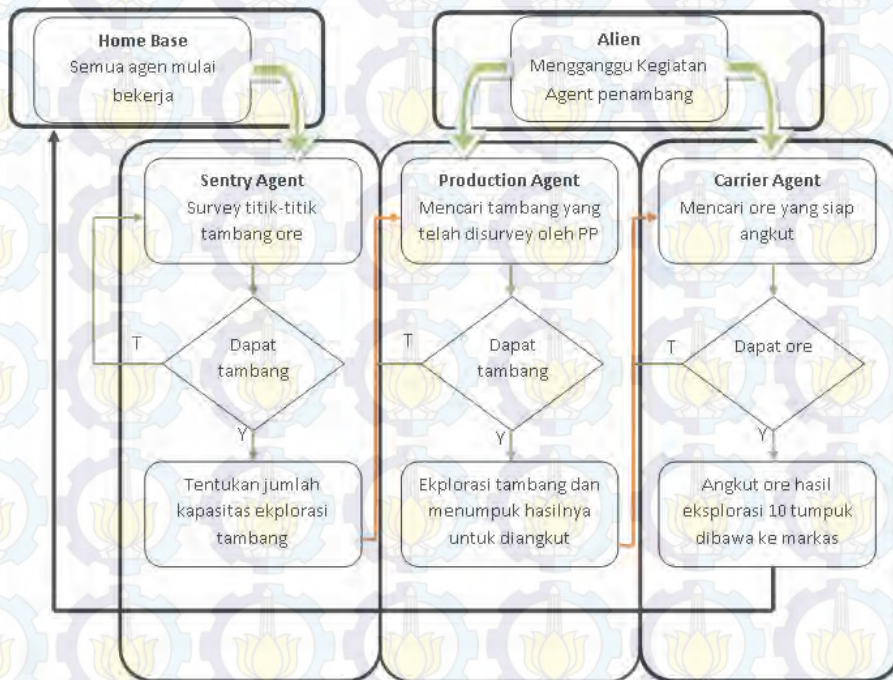 Home Base
Semua agen mulai
bekerja
Alien
Mengganggu Kegiatan
Agent penambang
Sentry Agent
Survey titik-titik
tambang ore
Production Agent
Mencari tambang yang
telah disurvey oleh PP
Carrier Agent
Mencari ore yang siap
angkut
T
Dapat
tambang
Y
T
Dapat
tambang
Y
T
Dapat ore
Y
Tentukan jumlah
kapasitas eklporasi
tambang
Eklporasi tambang dan
menumpuk hasilnya
untuk diangkut
Angkut ore hasil
eksplorasi 10 tumpuk
dibawa ke markas